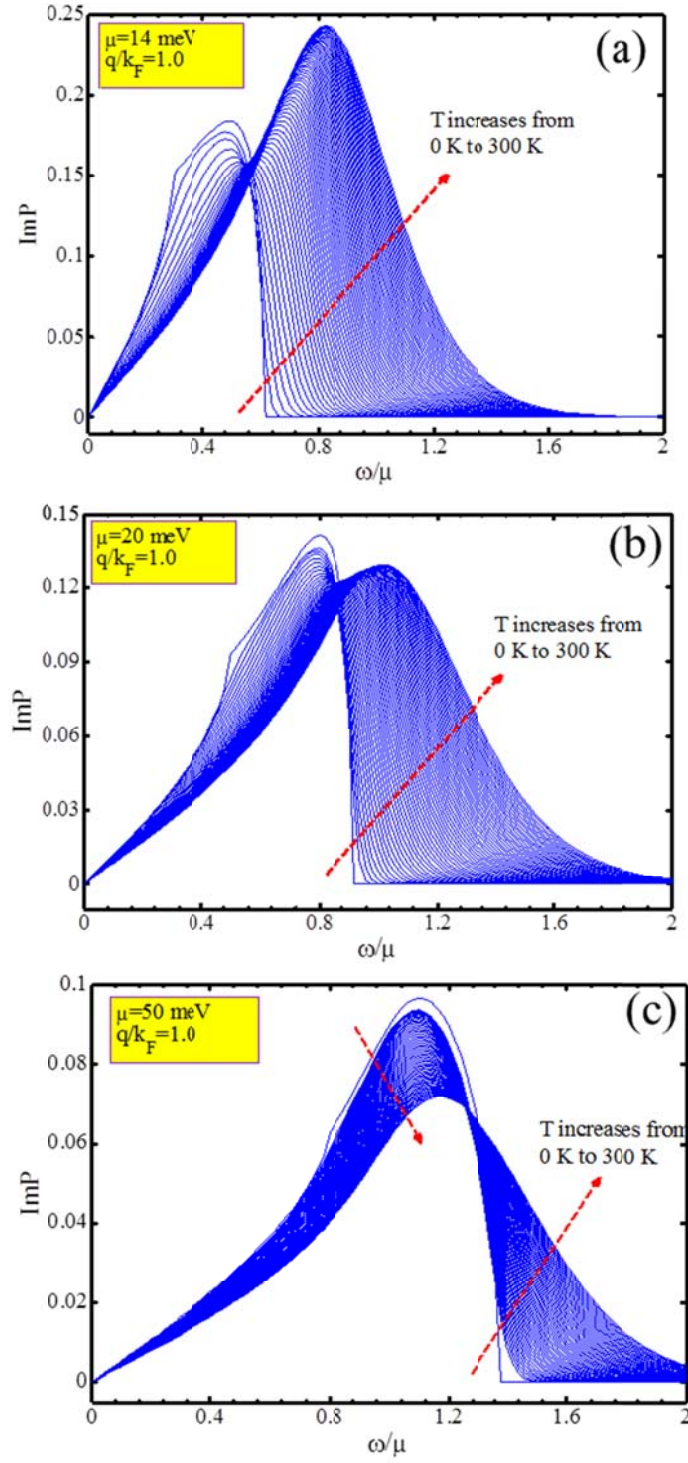 0.25
μ=14 meV
q/k_F=1.0
(a)
0.2
T increases from
0 K to 300 K
0.15
ImP
0.1
0.05
0
0 0.4 0.8 1.2 1.6 2
ω/μ
0.15
μ=20 meV
q/k_F=1.0
(b)
0.12
T increases from
0 K to 300 K
0.09
ImP
0.06
0.03
0
0 0.4 0.8 1.2 1.6 2
ω/μ
0.1
μ=50 meV
q/k_F=1.0
(c)
0.08
T increases from
0 K to 300 K
0.06
ImP
0.04
0.02
0
0 0.4 0.8 1.2 1.6 2
ω/μ